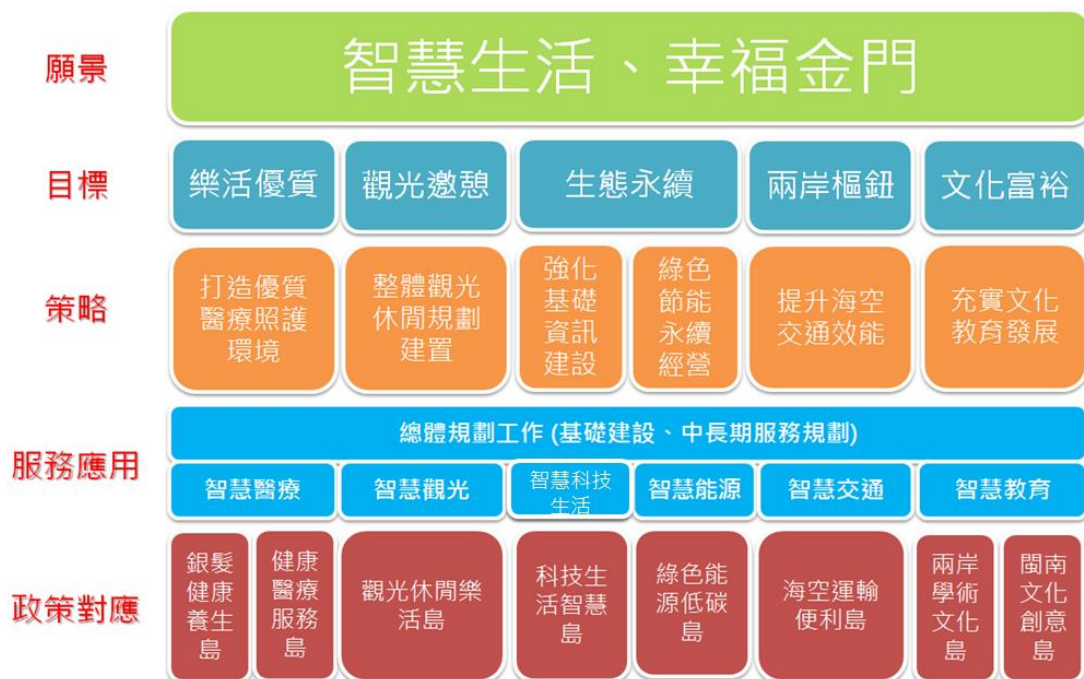 願景
智慧生活、幸福金門
目標
樂活優質
觀光遨憩
生態永續
兩岸樞鈕
文化富裕
策略
打造優質
醫療照護
環境
整體觀光
休閒規劃
建置
強化
基礎
資訊
建設
綠色
節能
永續
經營
提升海空
交通效能
充實文化
教育發展
服務應用
總體規劃工作 (基礎建設、中長期服務規劃)
智慧醫療
智慧觀光
智慧科技
生活
智慧能源
智慧交通
智慧教育
政策對應
銀髮
健康
養生
島
健康
醫療
服務
島
觀光休閒樂
活島
科技生
活智慧
島
綠色能
源低碳
島
海空運輸
便利島
兩岸
學術
文化
島
閩南
文化
創意
島